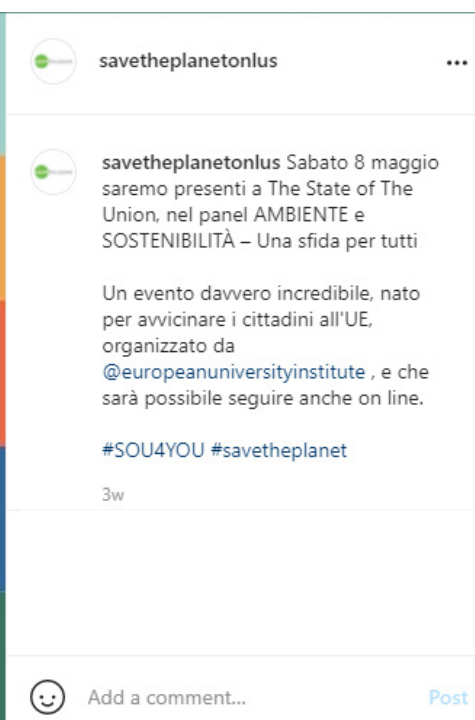 savetheplanetonlus
savetheplanetonlus Sabato 8 maggio
saremo presenti a The State of The
Union, nel panel AMBIENTE e
SOSTENIBILITÀ – Una sfida per tutti
Un evento davvero incredibile, nato
per avvicinare i cittadini all'UE,
organizzato da
@europeanuniversityinstitute , e che
sarà possibile seguire anche on line.
#SOU4YOU #savetheplanet
3w
Add a comment... Post